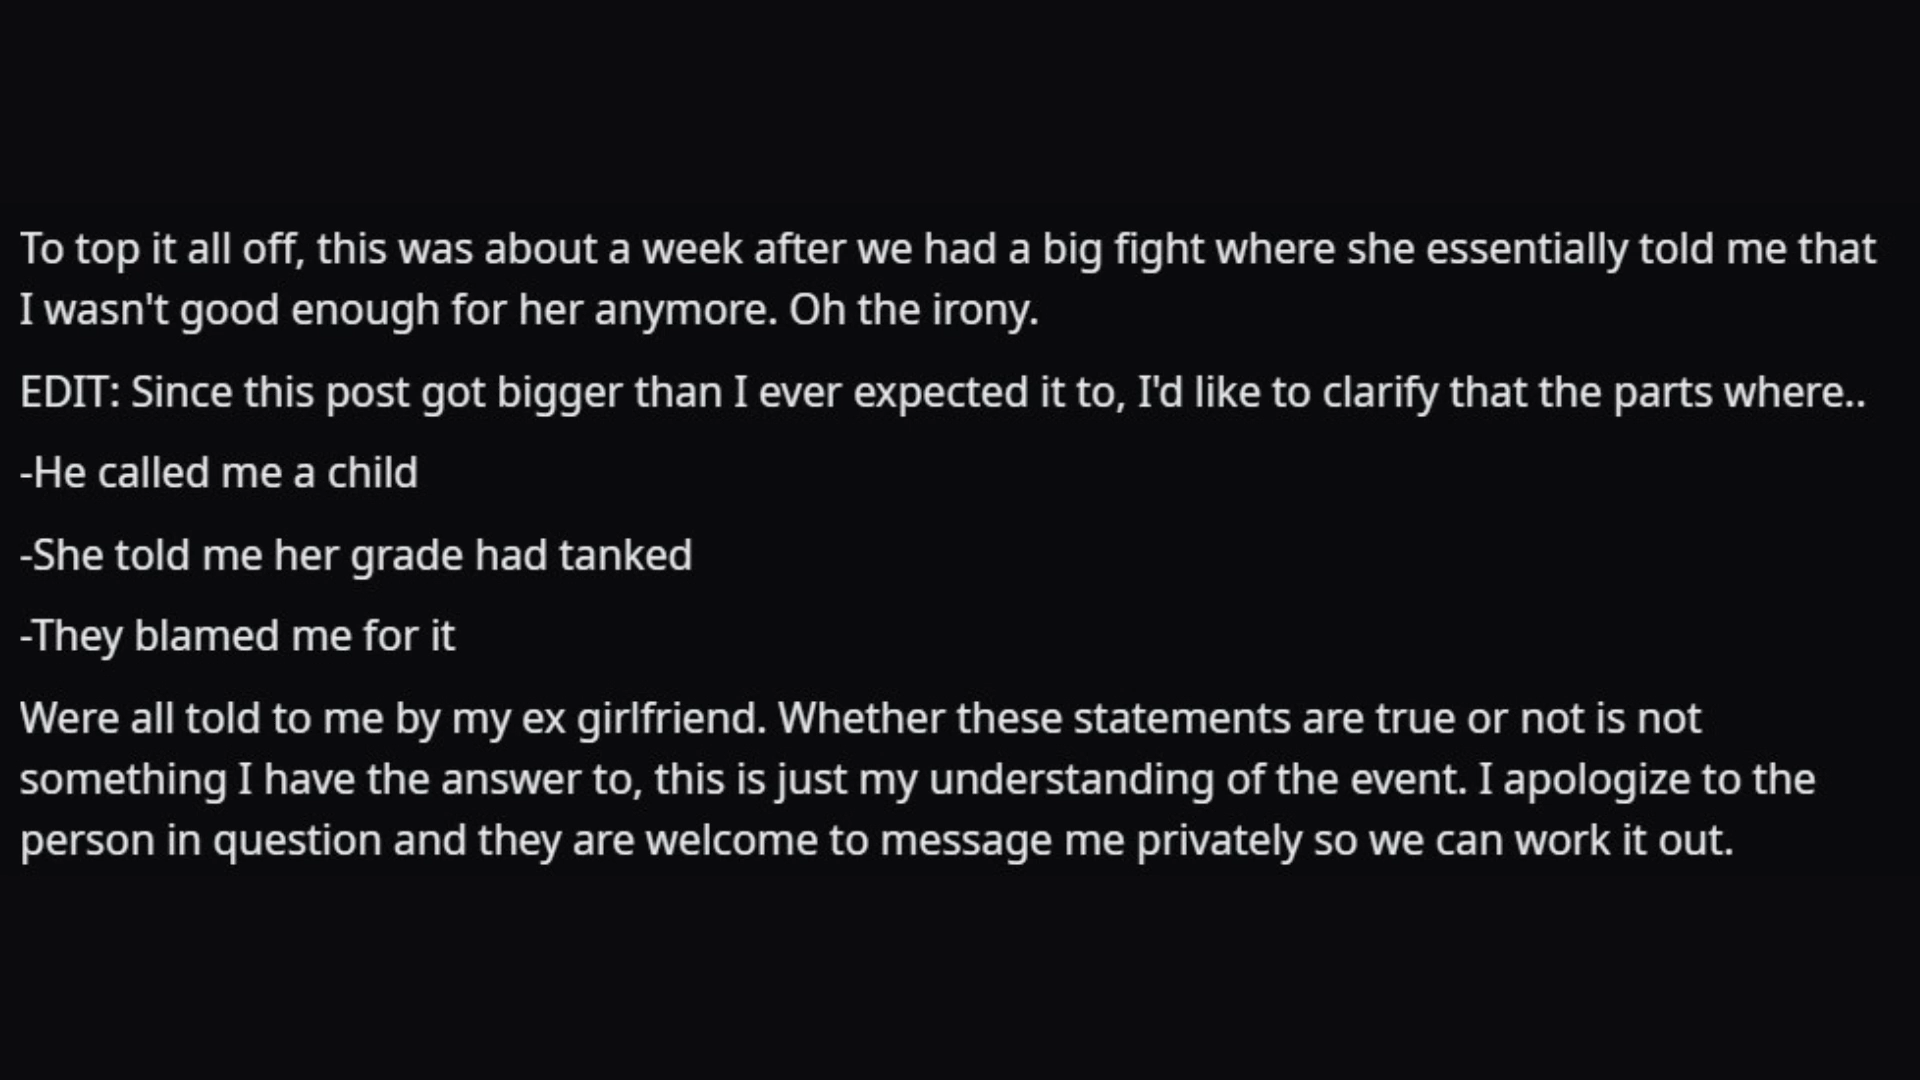 To top it all off, this was about a week after we had a big fight where she essentially told me that
I wasn't good enough for her anymore. Oh the irony.
EDIT: Since this post got bigger than I ever expected it to, I'd like to clarify that the parts where..
-He called me a child
-She told me her grade had tanked
-They blamed me for it
Were all told to me by my ex girlfriend. Whether these statements are true or not is not
something I have the answer to, this is just my understanding of the event. I apologize to the
person in question and they are welcome to message me privately so we can work it out.